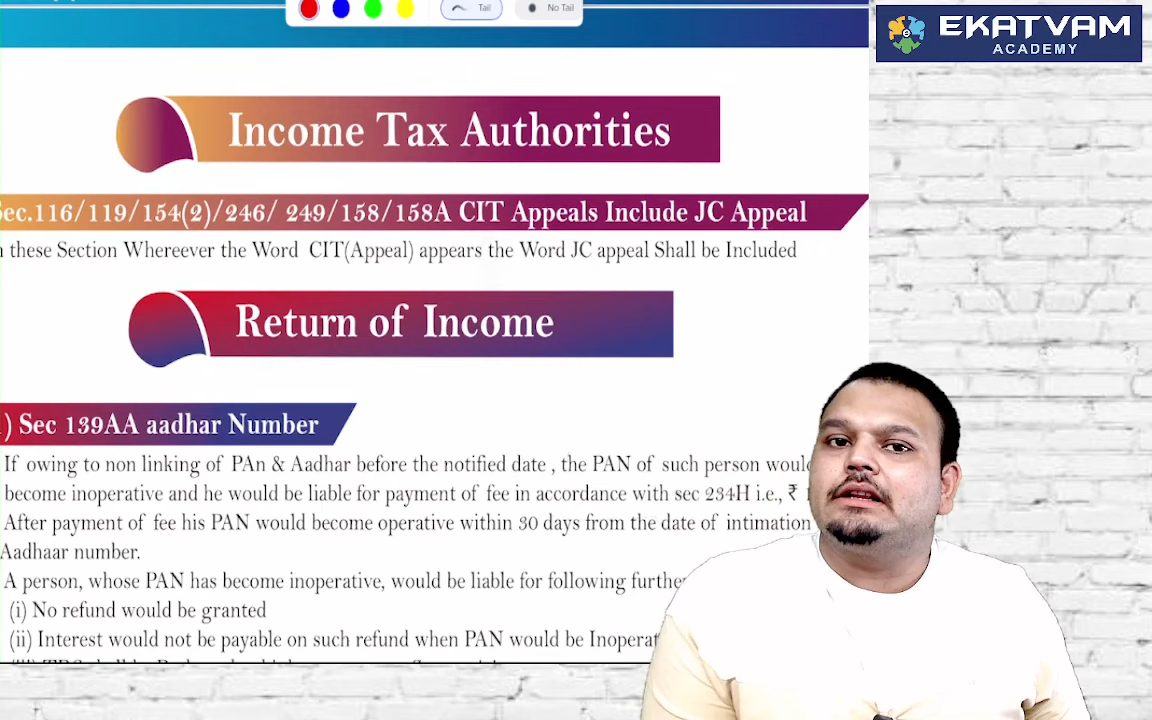 Tail
No Tail
EKATVAM
ACADEMY
Income Tax Authorities
Sec.116/119/154(2)/246/ 249/158/158A CIT Appeals Include JC Appeal
these Section Whereever the Word CIT(Appeal) appears the Word JC appeal Shall be Included
Return of Income
) Sec 139AA aadhar Number
If owing to non linking of PAn & Aadhar before the notified date , the PAN of such person would
become inoperative and he would be liable for payment of fee in accordance with sec 234H i.e., ₹
After payment of fee his PAN would become operative within 30 days from the date of intimation
Aadhaar number.
A person, whose PAN has become inoperative, would be liable for following further
(i) No refund would be granted
(ii) Interest would not be payable on such refund when PAN would be Inoperat